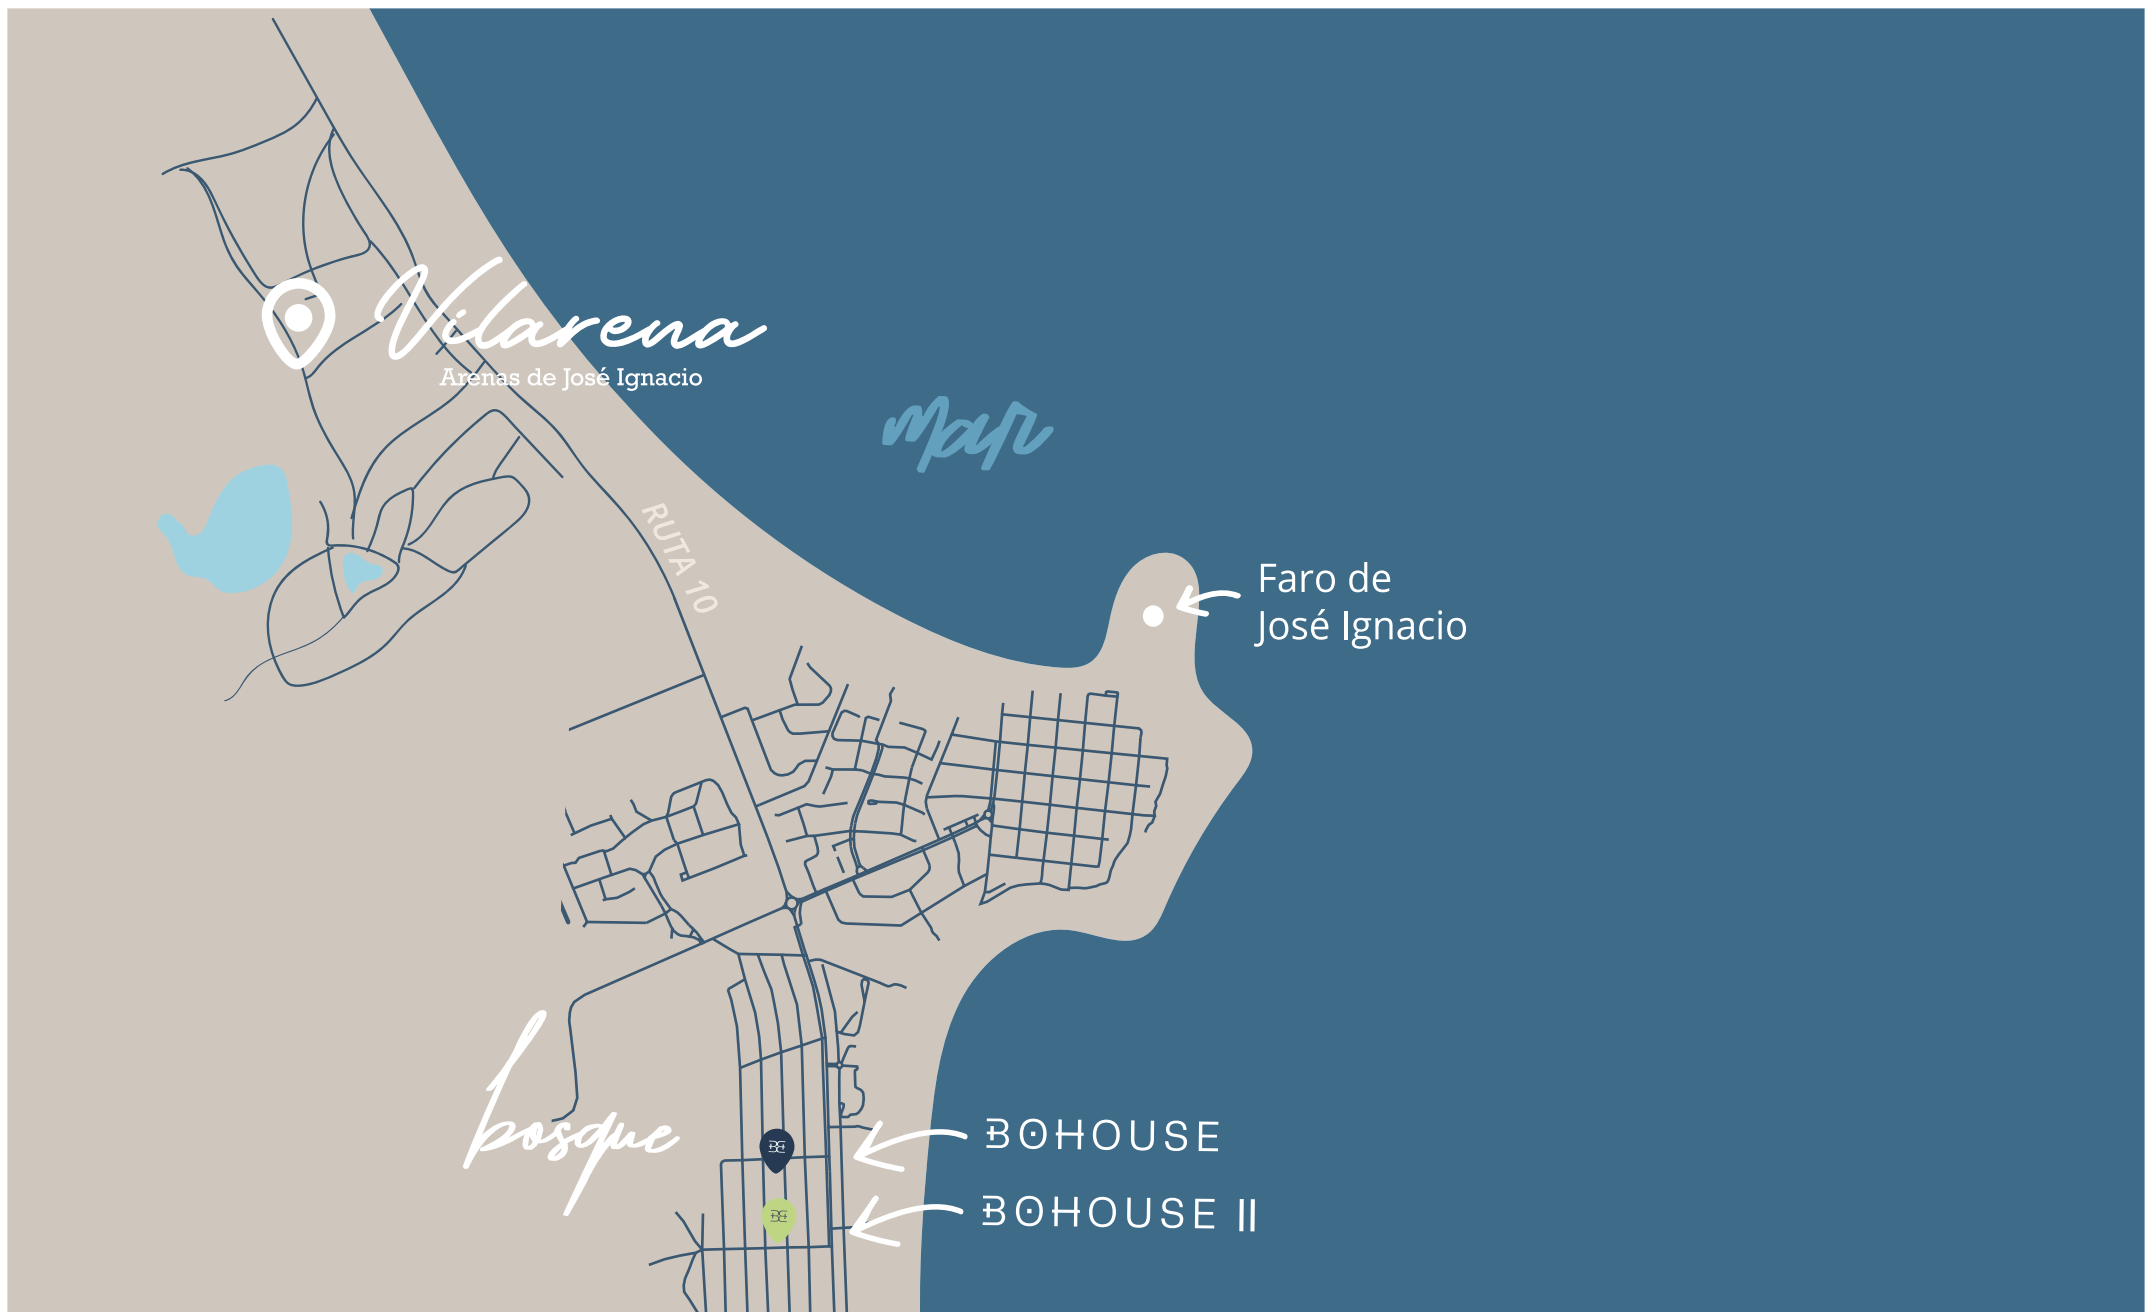 Vilarena
Arenas de José Ignacio
mar
RUTA 10
Faro de
José Ignacio
bosque
BOHOUSE
BOHOUSE II